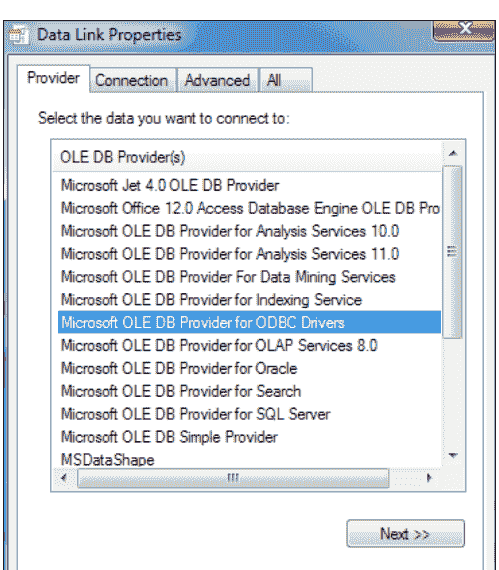 Data Link Properties
Provider Connection Advanced All
Select the data you want to connect to:
OLE DB Provider(s)
Microsoft Jet 4.0 OLE DB Provider
Microsoft Office 12.0 Access Database Engine OLE DB Pro
Microsoft OLE DB Provider for Analysis Services 10.0
Microsoft OLE DB Provider for Analysis Services 11.0
Microsoft OLE DB Provider For Data Mining Services
Microsoft OLE DB Provider for Indexing Service
Microsoft OLE DB Provider for ODBC Drivers
Microsoft OLE DB Provider for OLAP Services 8.0
Microsoft OLE DB Provider for Oracle
Microsoft OLE DB Provider for Search
Microsoft OLE DB Provider for SQL Server
Microsoft OLE DB Simple Provider
MSDataShape
Next >>